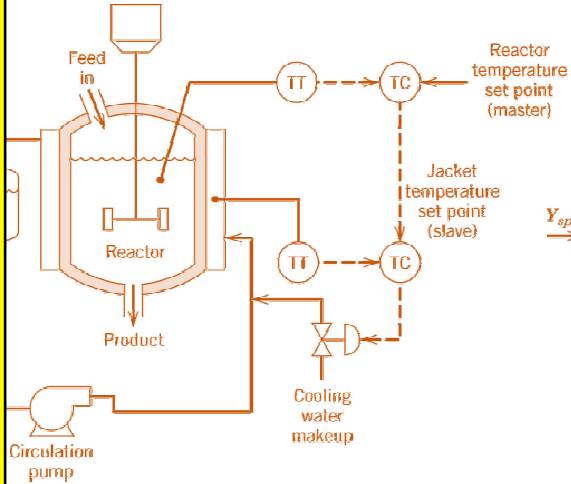 Feed
in
TT
TC
Reactor
temperature
set point
(master)
Jacket
temperature
set point
(slave)
Y_sp
Reactor
TT
TC
Product
Cooling
water
makeup
Circulation
pump